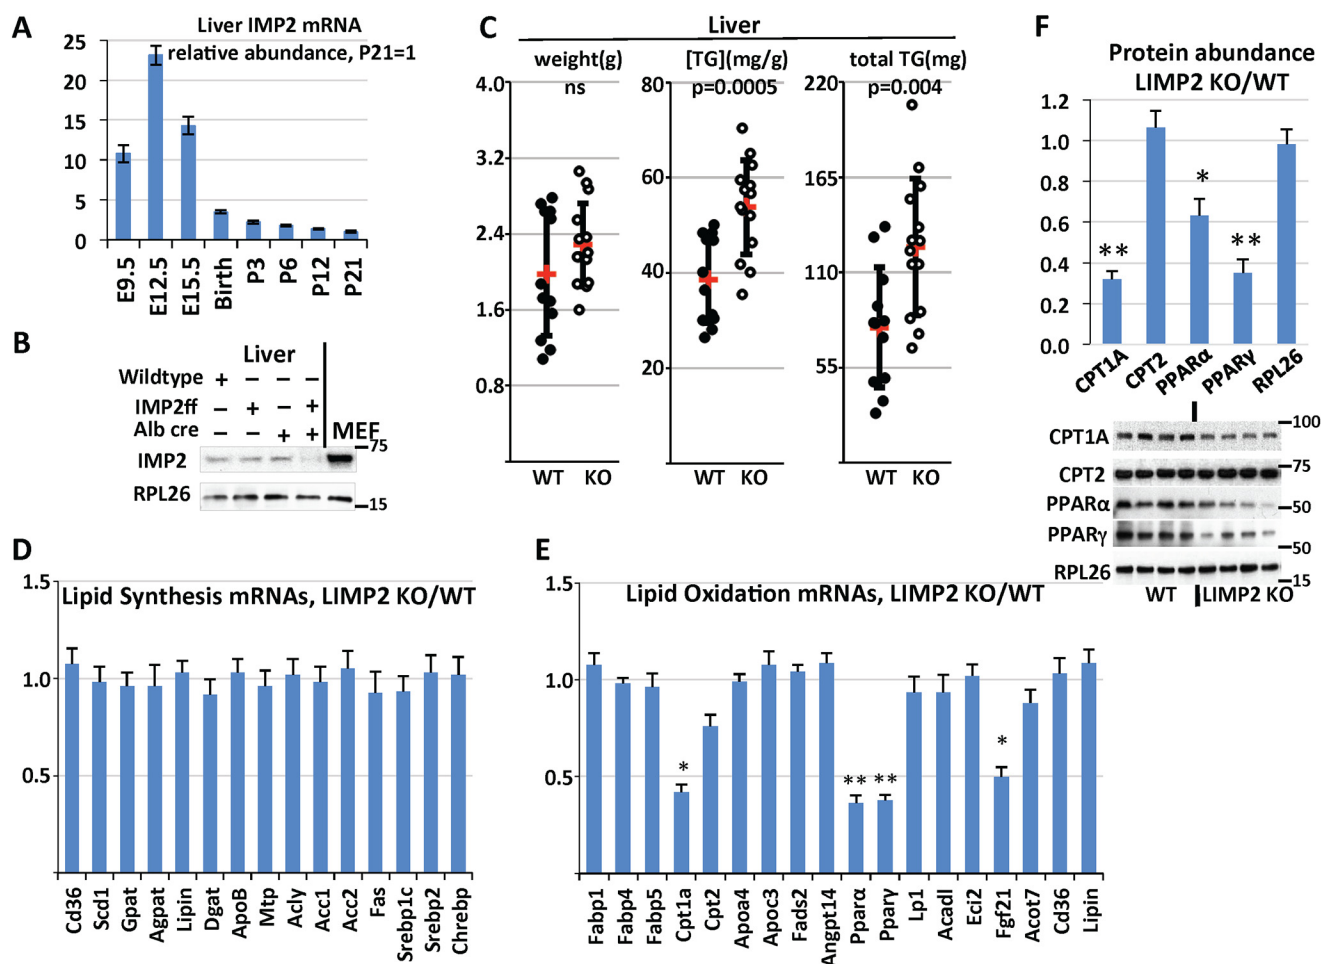 A
Liver IMP2 mRNA
relative abundance, P21=1
25
20
15
10
5
0
E9.5
E12.5
E15.5
Birth
P3
P6
P12
P21
B
Liver
Wildtype + − − −
IMP2ff − + − +
Alb cre − − + + MEF
IMP2
75
RPL26
15
C
Liver
weight(g)
ns
4.0
3.2
2.4
1.6
0.8
WT KO
[TG](mg/g)
p=0.0005
80
60
40
20
WT KO
total TG(mg)
p=0.004
220
165
110
55
WT KO
D
Lipid Synthesis mRNAs, LIMP2 KO/WT
1.5
1.0
0.5
Cd36
Scd1
Gpat
Agpat
Lipin
Dgat
ApoB
Mtp
Acly
Acc1
Acc2
Fas
Srebp1c
Srebp2
Chrebp
E
Lipid Oxidation mRNAs, LIMP2 KO/WT
1.5
1.0
0.5
*
**
**
*
Fabp1
Fabp4
Fabp5
Cpt1a
Cpt2
Apoa4
Apoc3
Fads2
Angpt14
Pparα
Pparγ
Lp1
Acadl
Eci2
Fgf21
Acot7
Cd36
Lipin
F
Protein abundance
LIMP2 KO/WT
1.2
1.0
0.8
0.6
0.4
0.2
0.0
**
*
**
CPT1A
CPT2
PPARα
PPARγ
RPL26
CPT1A
100
CPT2
75
PPARα
50
PPARγ
50
RPL26
15
WT LIMP2 KO